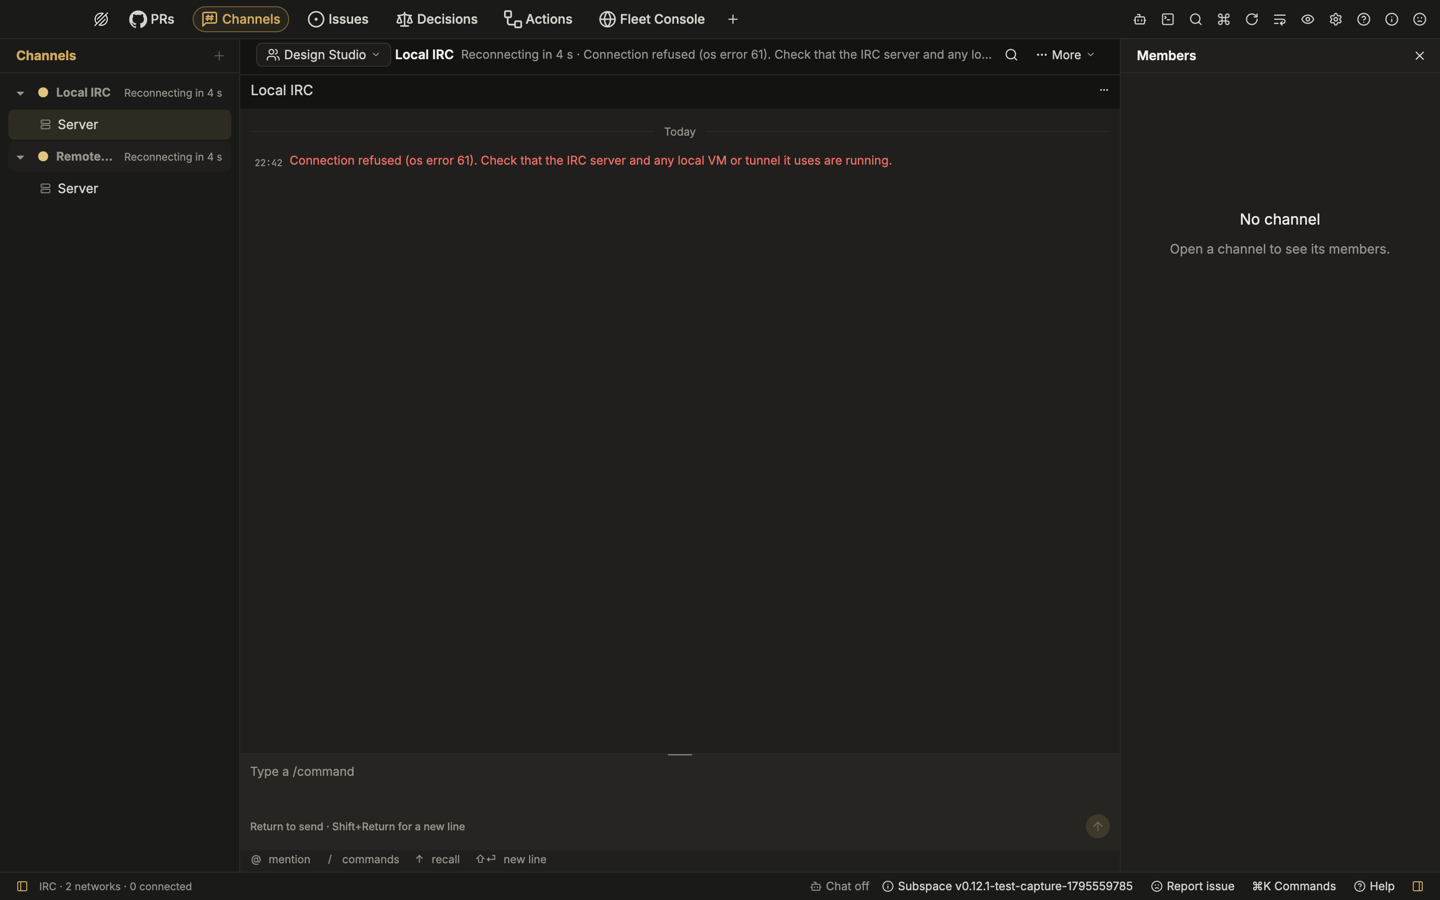 PRs Channels Issues Decisions Actions Fleet Console
Channels
Local IRC Reconnecting in 4 s
Server
Remote... Reconnecting in 4 s
Server
Design Studio Local IRC Reconnecting in 4 s · Connection refused (os error 61). Check that the IRC server and any lo... More
Local IRC
Today
22:42 Connection refused (os error 61). Check that the IRC server and any local VM or tunnel it uses are running.
Type a /command
Return to send · Shift+Return for a new line
@ mention / commands ↑ recall ⇧↵ new line
Members
No channel
Open a channel to see its members.
IRC · 2 networks · 0 connected
Chat off Subspace v0.12.1-test-capture-1795559785 Report issue ⌘K Commands Help